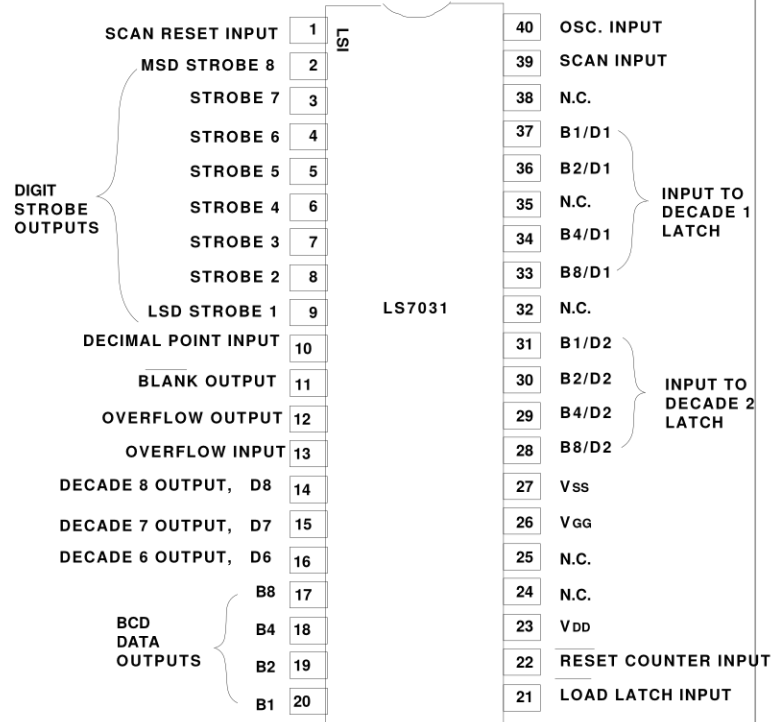 SCAN RESET INPUT 1
MSD STROBE 8 2
STROBE 7 3
STROBE 6 4
STROBE 5 5
STROBE 4 6
STROBE 3 7
STROBE 2 8
LSD STROBE 1 9
DIGIT
STROBE
OUTPUTS
DECIMAL POINT INPUT 10
BLANK OUTPUT 11
OVERFLOW OUTPUT 12
OVERFLOW INPUT 13
DECADE 8 OUTPUT, D8 14
DECADE 7 OUTPUT, D7 15
DECADE 6 OUTPUT, D6 16
B8 17
B4 18
B2 19
B1 20
BCD
DATA
OUTPUTS
LSI
LS7031
40 OSC. INPUT
39 SCAN INPUT
38 N.C.
37 B1/D1
36 B2/D1
35 N.C.
34 B4/D1
33 B8/D1
INPUT TO
DECADE 1
LATCH
32 N.C.
31 B1/D2
30 B2/D2
29 B4/D2
28 B8/D2
INPUT TO
DECADE 2
LATCH
27 VSS
26 VGG
25 N.C.
24 N.C.
23 VDD
22 RESET COUNTER INPUT
21 LOAD LATCH INPUT